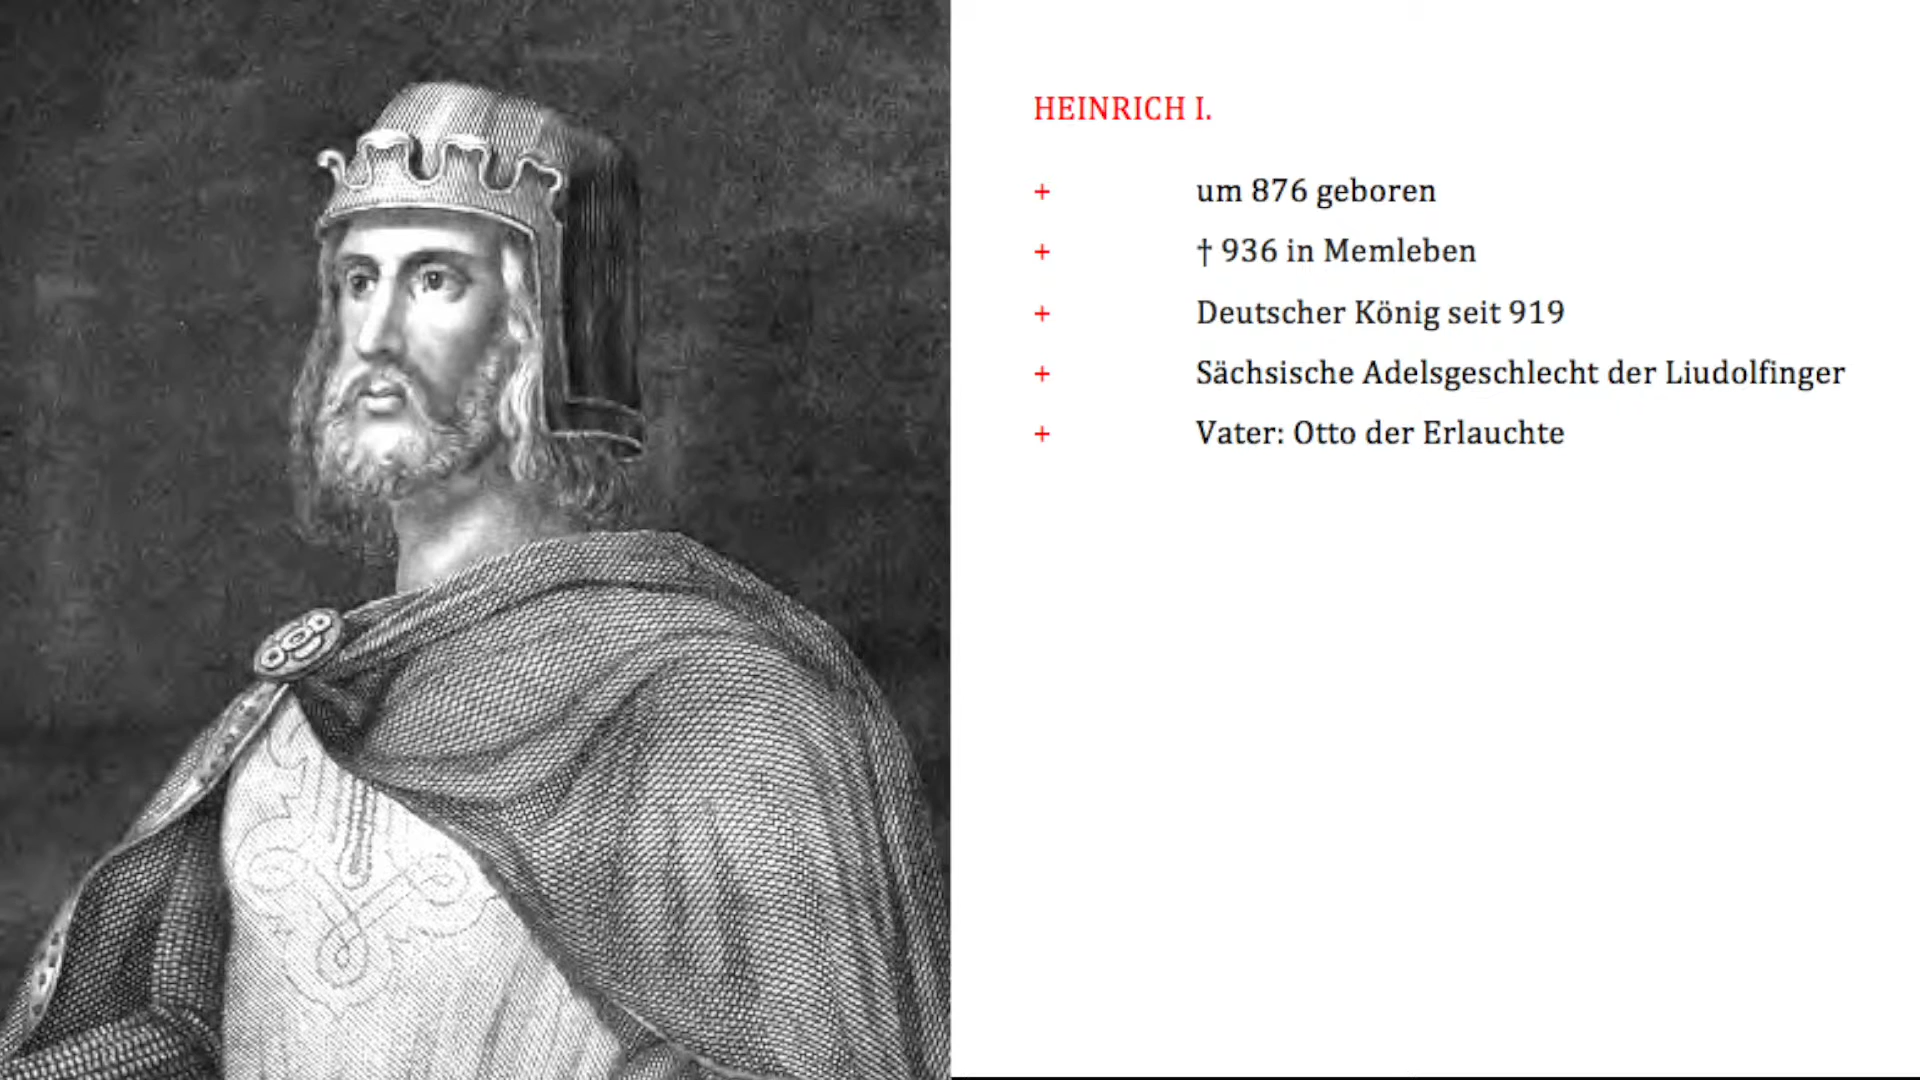 HEINRICH I.
+ um 876 geboren
+ † 936 in Memleben
+ Deutscher König seit 919
+ Sächsische Adelsgeschlecht der Liudolfinger
+ Vater: Otto der Erlauchte